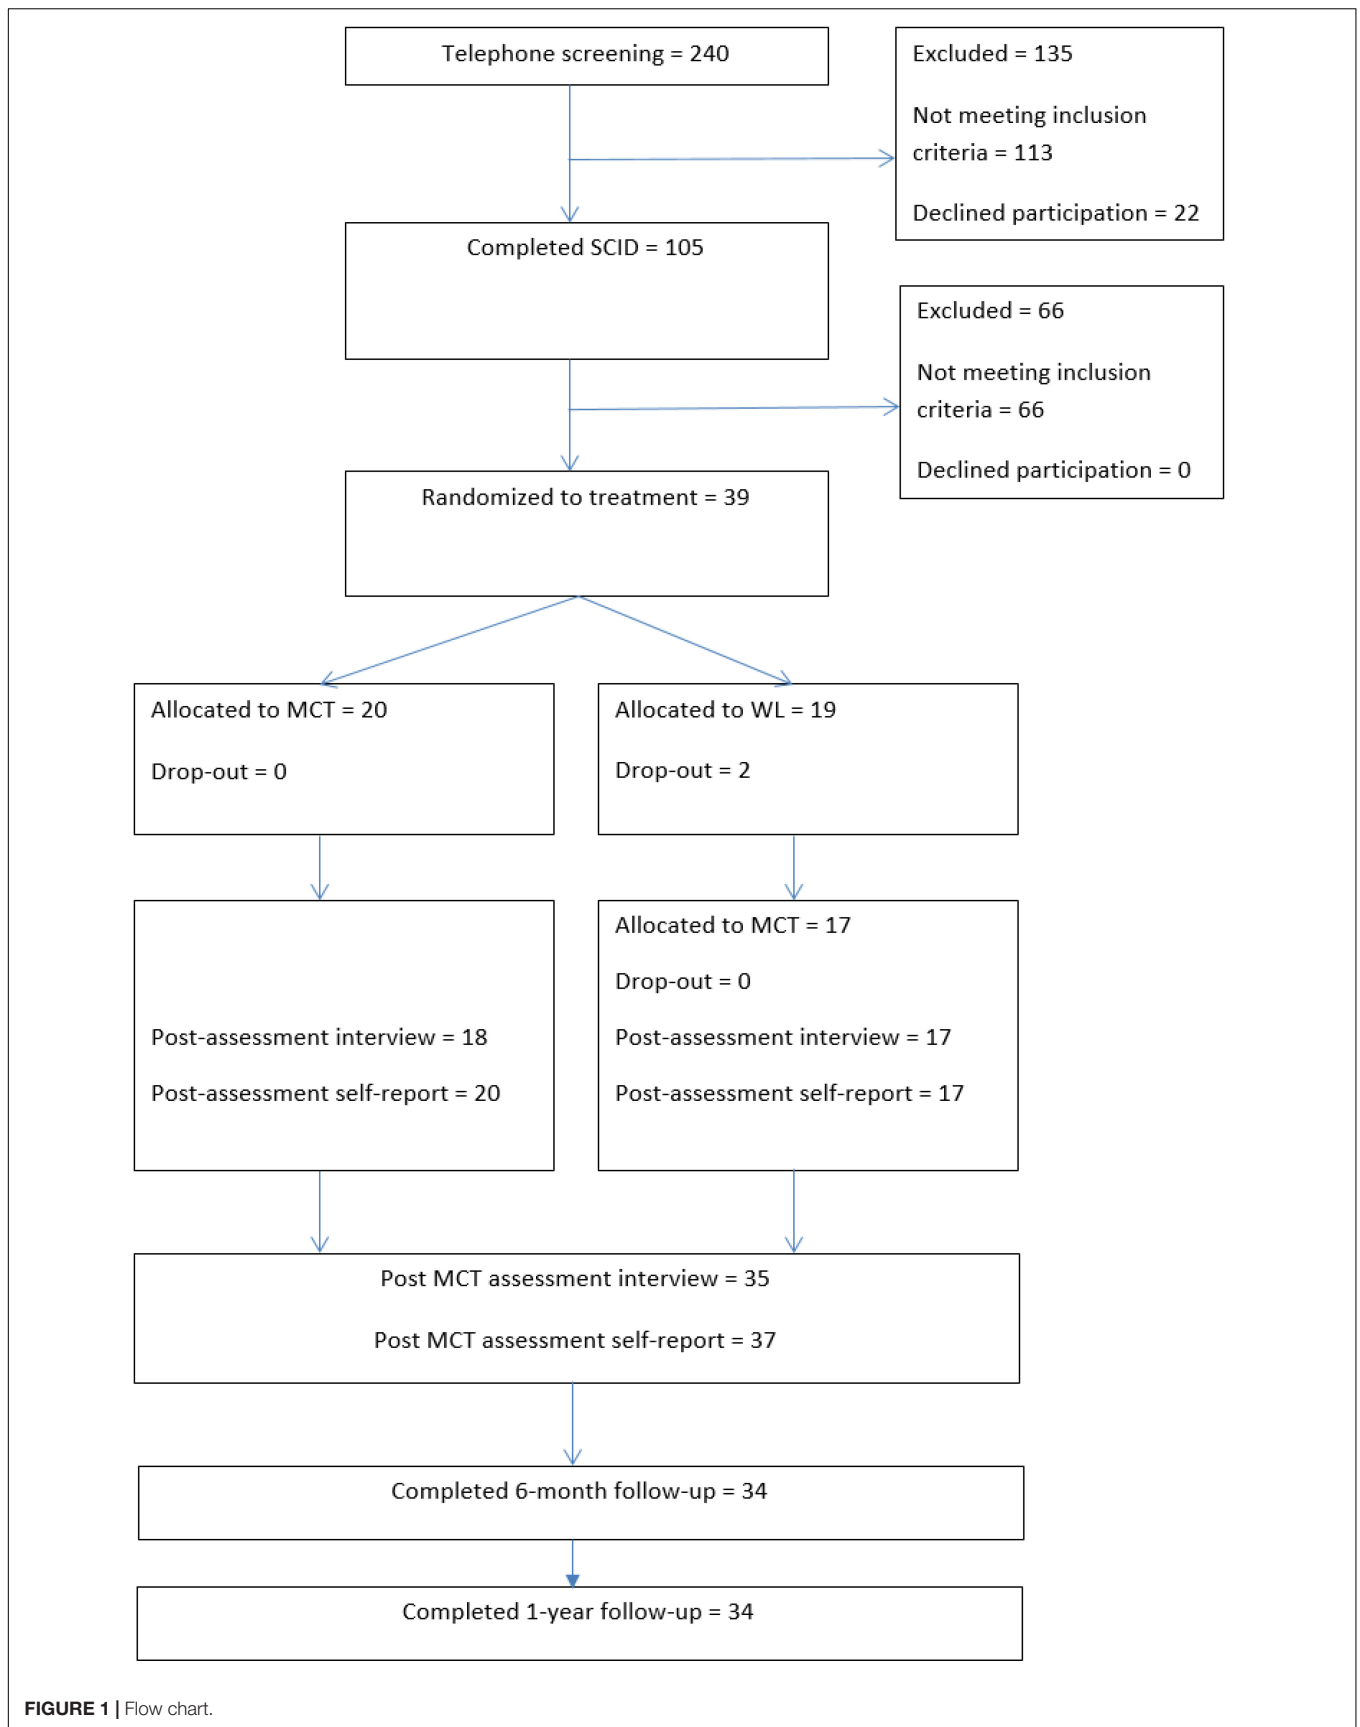 Telephone screening = 240
Excluded = 135
Not meeting inclusion
criteria = 113
Declined participation = 22
Completed SCID = 105
Excluded = 66
Not meeting inclusion
criteria = 66
Declined participation = 0
Randomized to treatment = 39
Allocated to MCT = 20
Drop-out = 0
Allocated to WL = 19
Drop-out = 2
Post-assessment interview = 18
Post-assessment self-report = 20
Allocated to MCT = 17
Drop-out = 0
Post-assessment interview = 17
Post-assessment self-report = 17
Post MCT assessment interview = 35
Post MCT assessment self-report = 37
Completed 6-month follow-up = 34
Completed 1-year follow-up = 34
FIGURE 1 | Flow chart.